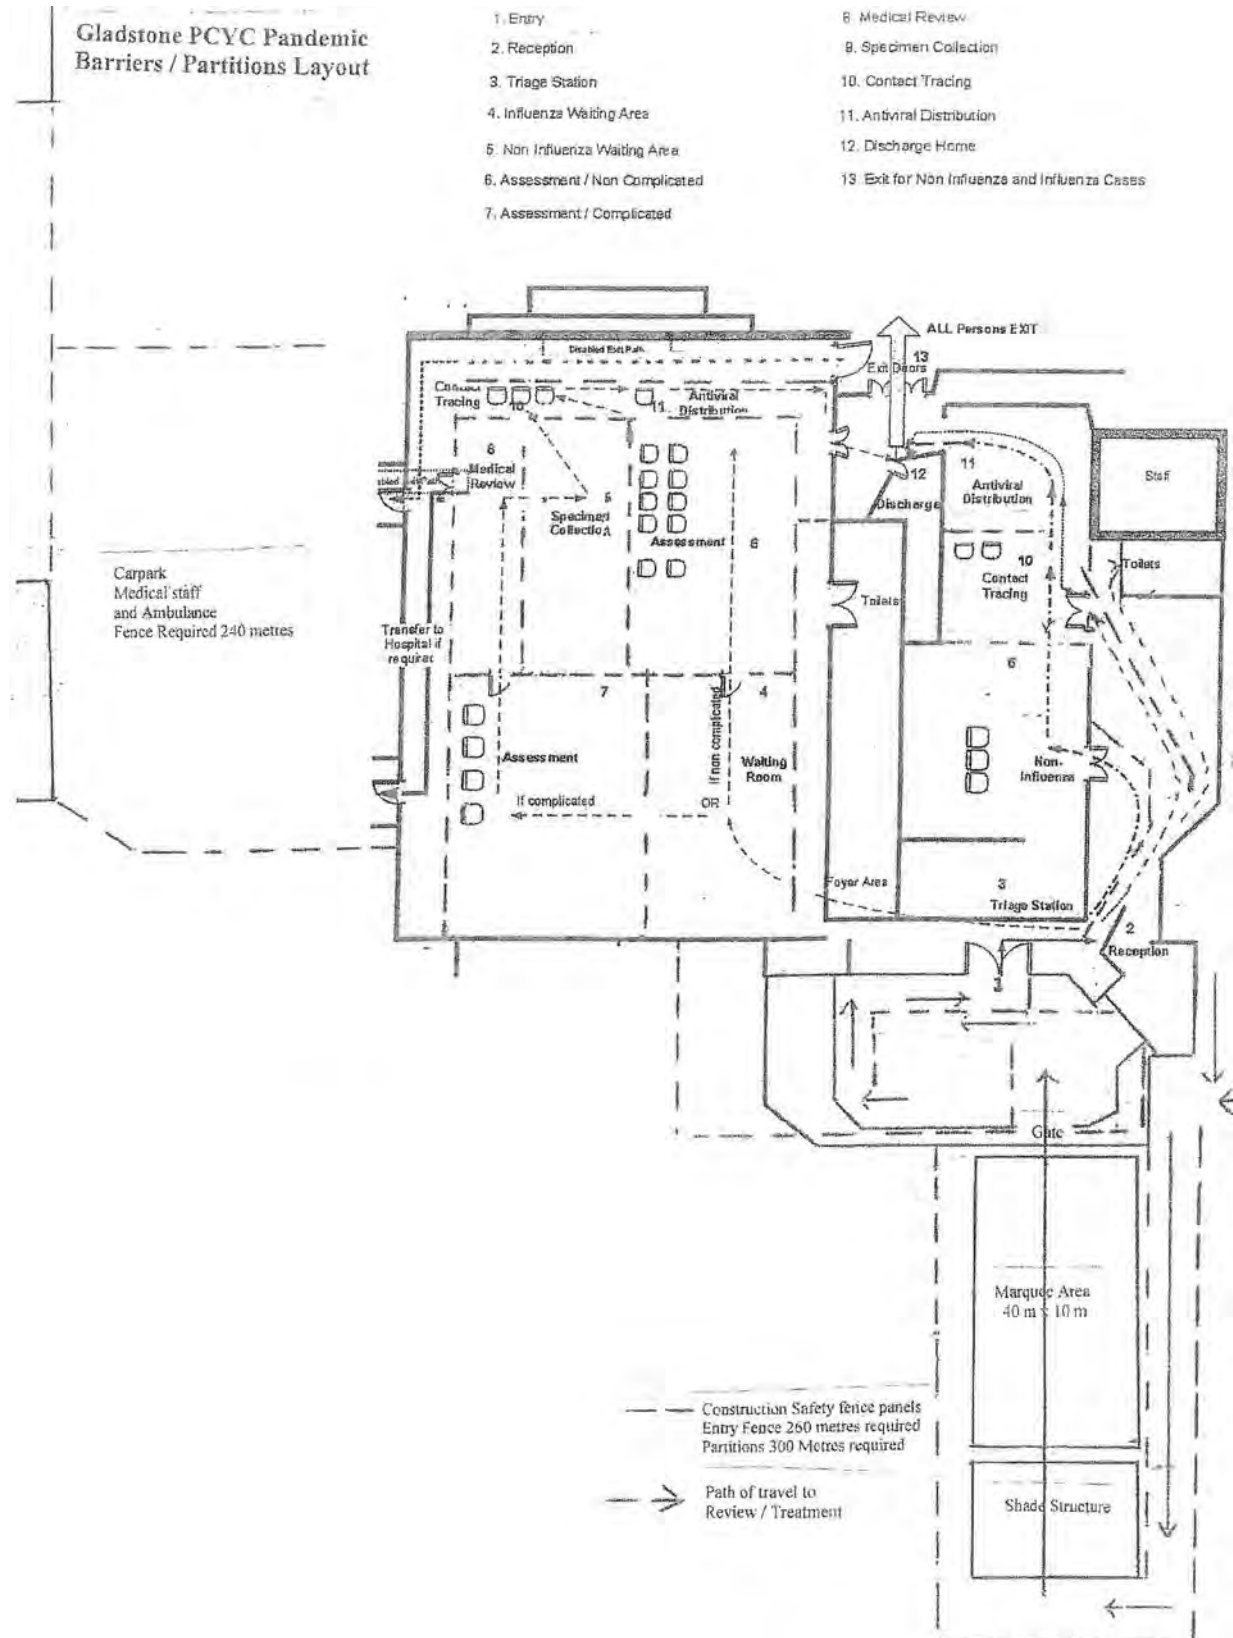 Gladstone PCYC Pandemic
Barriers / Partitions Layout
1. Entry
2. Reception
3. Triage Station
4. Influenza Waiting Area
5. Non Influenza Waiting Area
6. Assessment / Non Complicated
7. Assessment / Complicated
8 Medical Review
9. Specimen Collection
10. Contact Tracing
11. Antiviral Distribution
12. Discharge Home
13 Exit for Non Influenza and Influenza Cases
ALL Persons EXIT
13
Exit Doors
Disabled Exit Path
Contact
Tracing
10
11.
Antiviral
Distribution
8
Medical
Review
Specimen
Collection
Assessment
6
12
Discharge
11
Antiviral
Distribution
Staff
10
Contact
Tracing
Toilets
Toilets
Carpark
Medical staff
and Ambulance
Fence Required 240 metres
Transfer to
Hospital if
required
7
4
6
Assessment
If non complicated
Waiting
Room
Non-
Influenza
If complicated
OR
Foyer Area
3
Triage Station
2
Reception
Gate
Marquee Area
40 m x 10 m
Construction Safety fence panels
Entry Fence 260 metres required
Partitions 300 Metres required
Path of travel to
Review / Treatment
Shade Structure